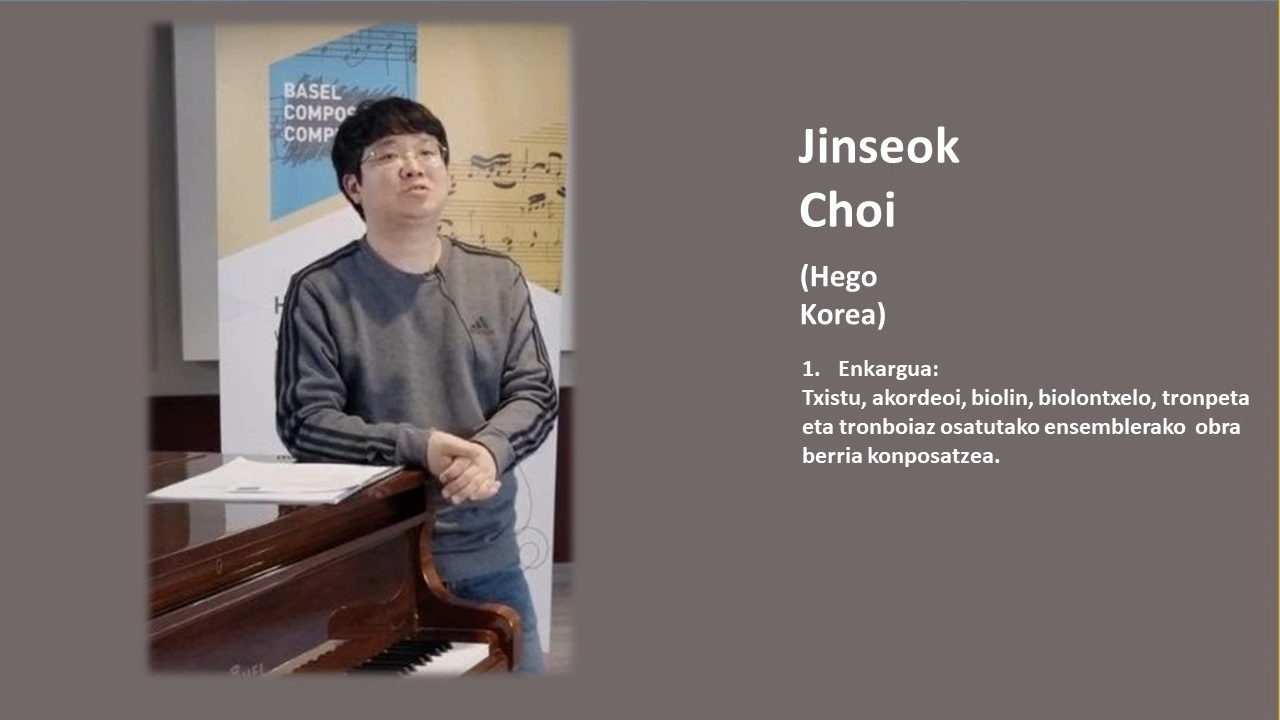 BASEL
COMPOS
COMP
Jinseok
Choi
(Hego
Korea)
1. Enkargua:
Txistu, akordeoi, biolin, biolontxelo, tronpeta
eta tronboiaz osatutako ensemblerako obra
berria konposatzea.